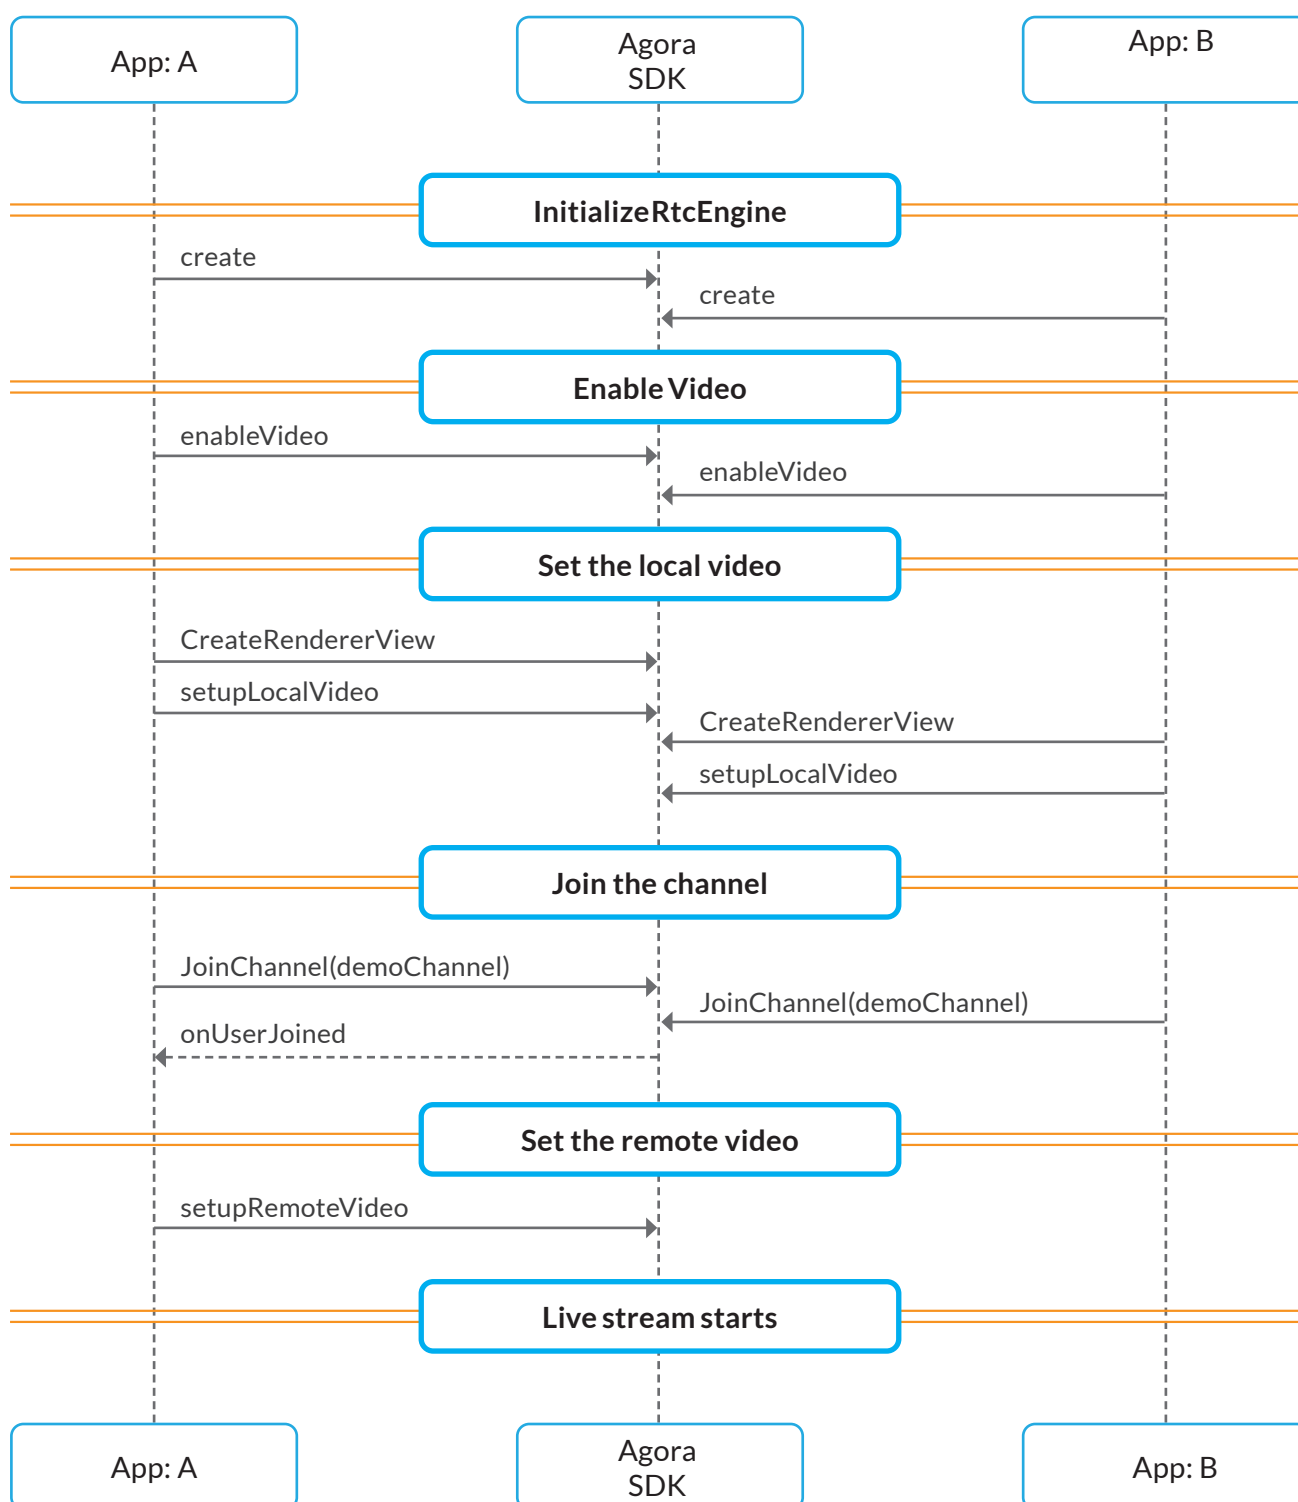 App: A
Agora
SDK
App: B
InitializeRtcEngine
create
create
Enable Video
enableVideo
enableVideo
Set the local video
CreateRendererView
setupLocalVideo
CreateRendererView
setupLocalVideo
Join the channel
JoinChannel(demoChannel)
JoinChannel(demoChannel)
onUserJoined
Set the remote video
setupRemoteVideo
Live stream starts
App: A
Agora
SDK
App: B